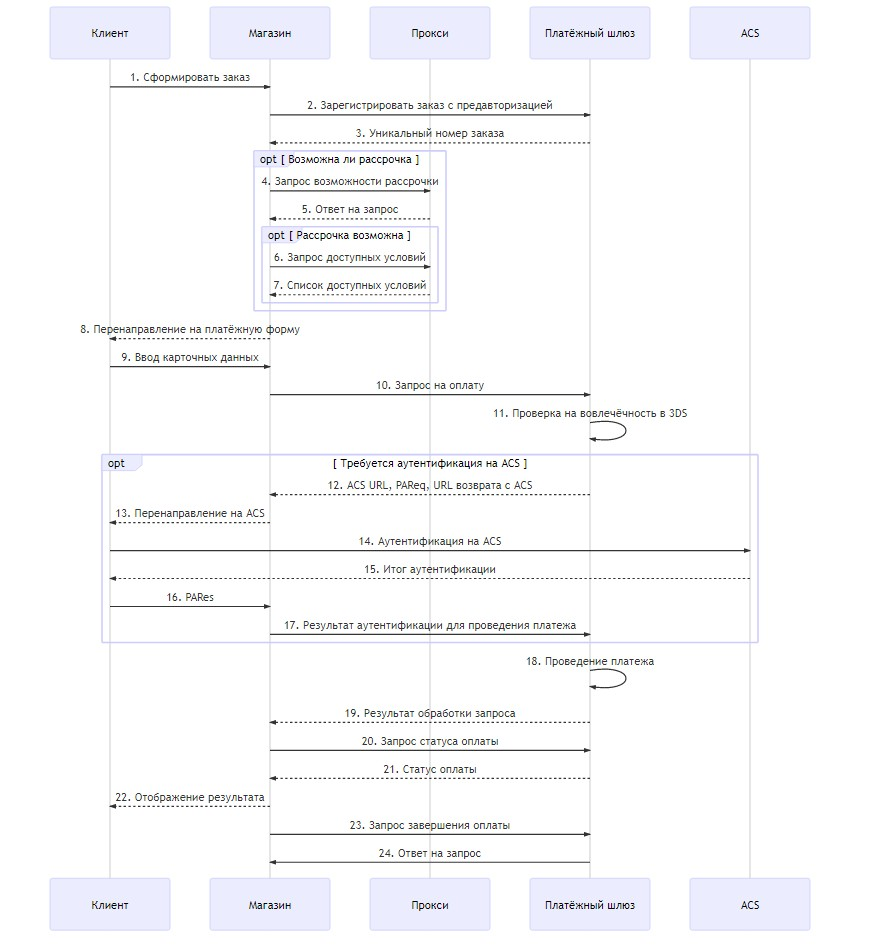 Клиент
Магазин
Прокси
Платёжный шлюз
ACS
1. Сформировать заказ
2. Зарегистрировать заказ с предавторизацией
3. Уникальный номер заказа
opt [ Возможна ли рассрочка ]
4. Запрос возможности рассрочки
5. Ответ на запрос
opt [ Рассрочка возможна ]
6. Запрос доступных условий
7. Список доступных условий
8. Перенаправление на платёжную форму
9. Ввод карточных данных
10. Запрос на оплату
11. Проверка на вовлечённость в 3DS
opt [ Требуется аутентификация на ACS ]
12. ACS URL, PAReq, URL возврата с ACS
13. Перенаправление на ACS
14. Аутентификация на ACS
15. Итог аутентификации
16. PARes
17. Результат аутентификации для проведения платежа
18. Проведение платежа
19. Результат обработки запроса
20. Запрос статуса оплаты
21. Статус оплаты
22. Отображение результата
23. Запрос завершения оплаты
24. Ответ на запрос
Клиент
Магазин
Прокси
Платёжный шлюз
ACS